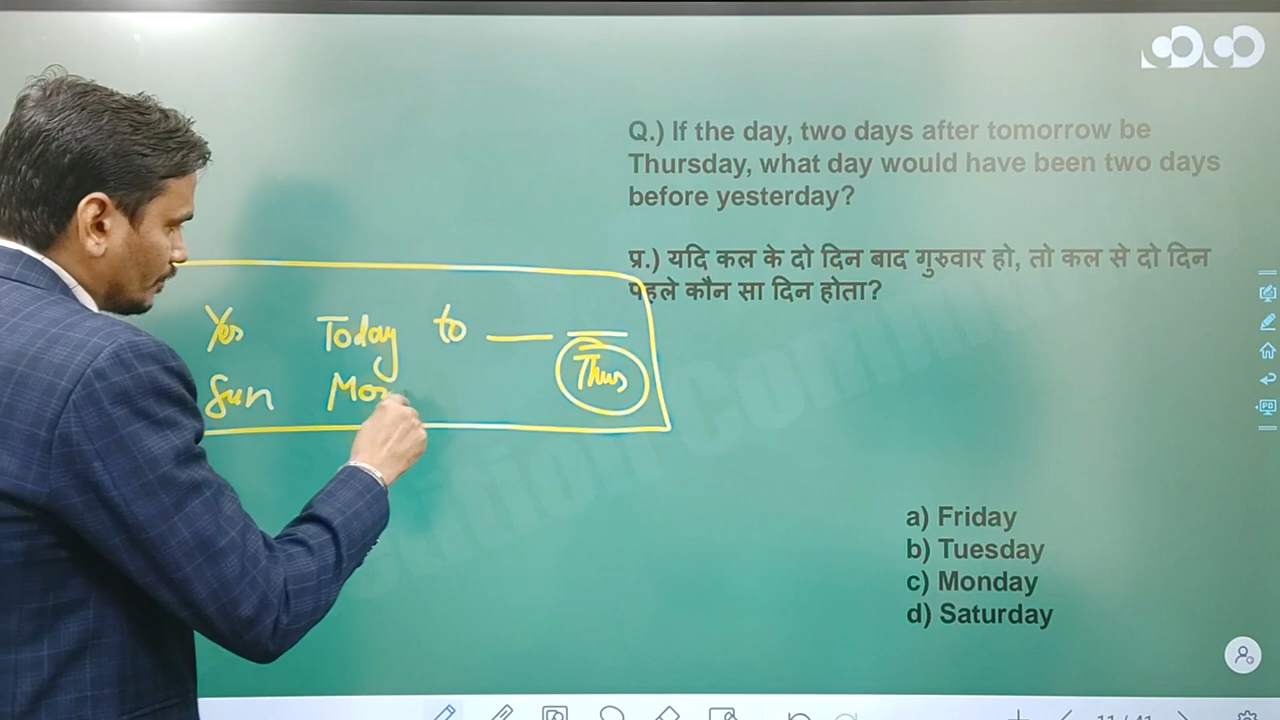 Q.) If the day, two days after tomorrow be
Thursday, what day would have been two days
before yesterday?
प्र.) यदि कल के दो दिन बाद गुरुवार हो, तो कल से दो दिन
पहले कौन सा दिन होता?
Yes Today to
Thus
Sun Mon
a) Friday
b) Tuesday
c) Monday
d) Saturday